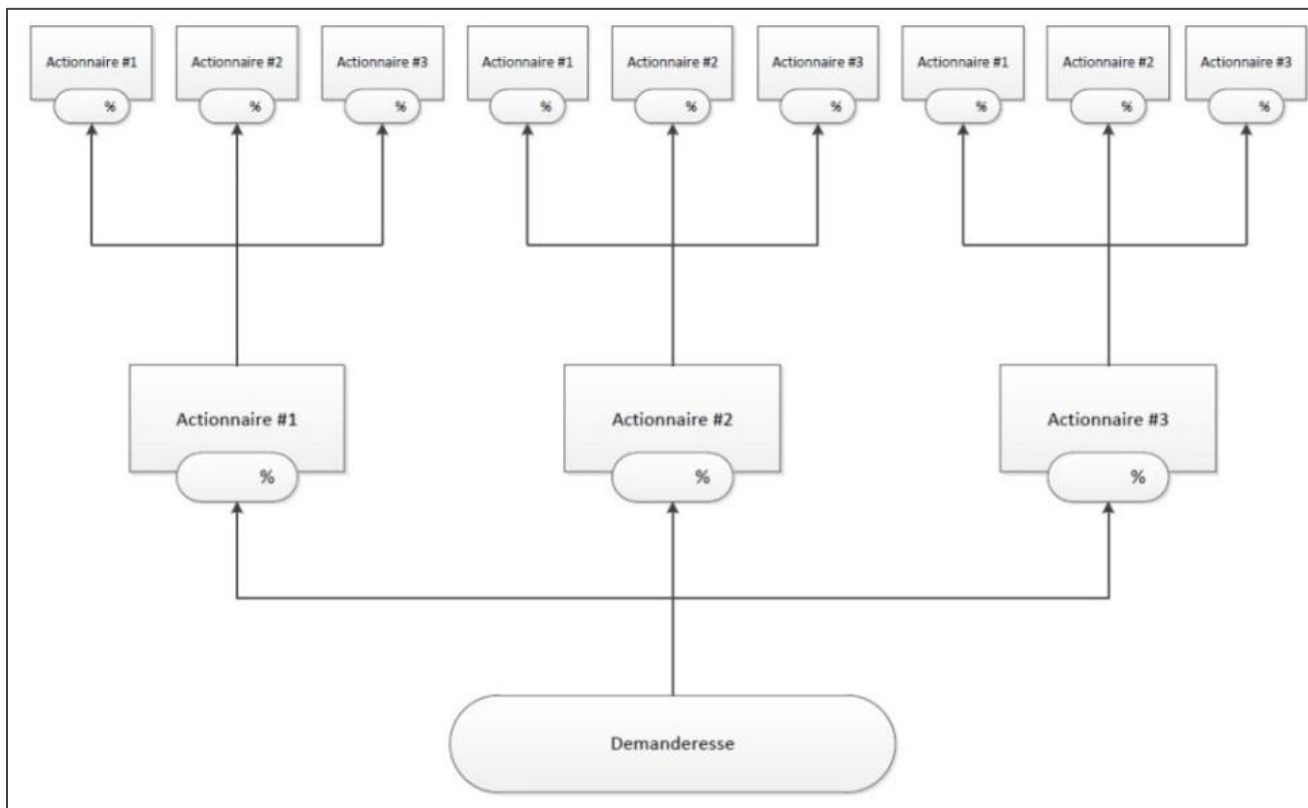 Actionnaire #1
%
Actionnaire #2
%
Actionnaire #3
%
Actionnaire #1
%
Actionnaire #2
%
Actionnaire #3
%
Actionnaire #1
%
Actionnaire #2
%
Actionnaire #3
%
Actionnaire #1
%
Actionnaire #2
%
Actionnaire #3
%
Demanderesse